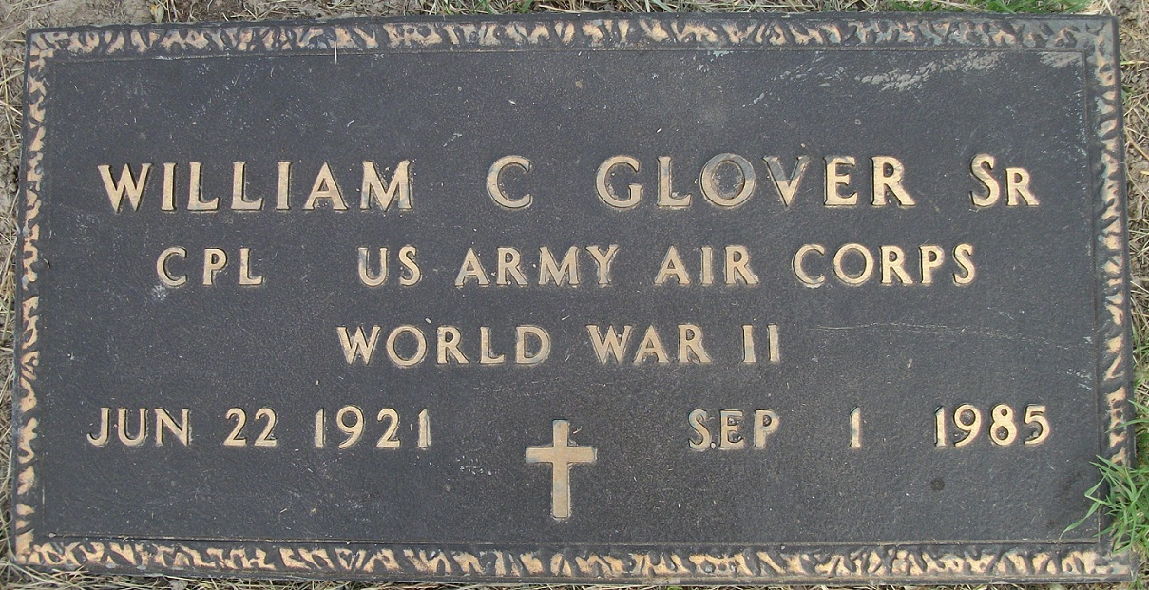 WILLIAM C GLOVER SR
CPL US ARMY AIR CORPS
WORLD WAR II
JUN 22 1921 SEP 1 1985